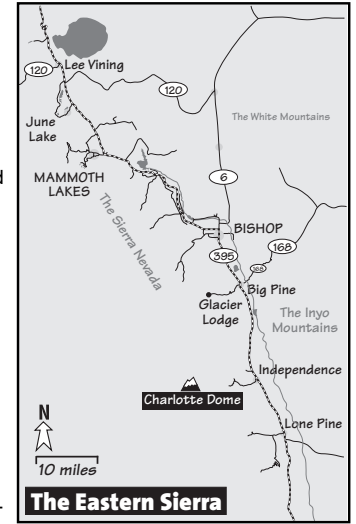 Lee Vining
120
120
June
Lake
The White Mountains
MAMMOTH
LAKES
6
The Sierra Nevada
BISHOP
395
168
168
Big Pine
Glacier
Lodge
The Inyo
Mountains
Independence
Charlotte Dome
Lone Pine
N
10 miles
The Eastern Sierra